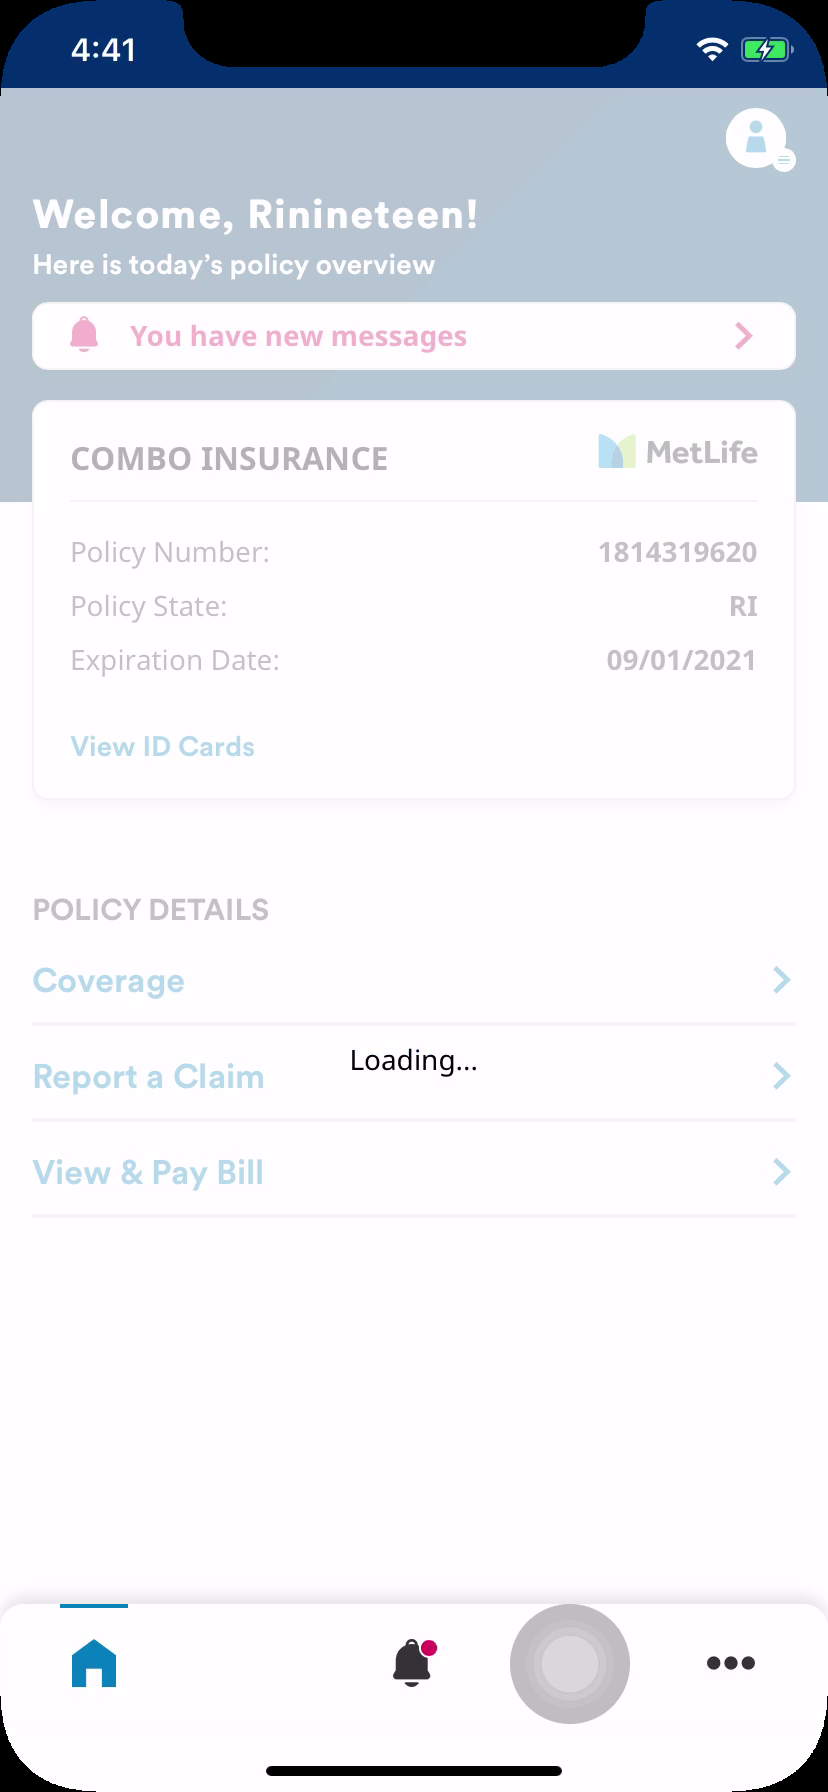 4:41
Welcome, Rinineteen!
Here is today's policy overview
You have new messages
COMBO INSURANCE
MetLife
Policy Number: 1814319620
Policy State: RI
Expiration Date: 09/01/2021
View ID Cards
POLICY DETAILS
Coverage
Loading...
Report a Claim
View & Pay Bill